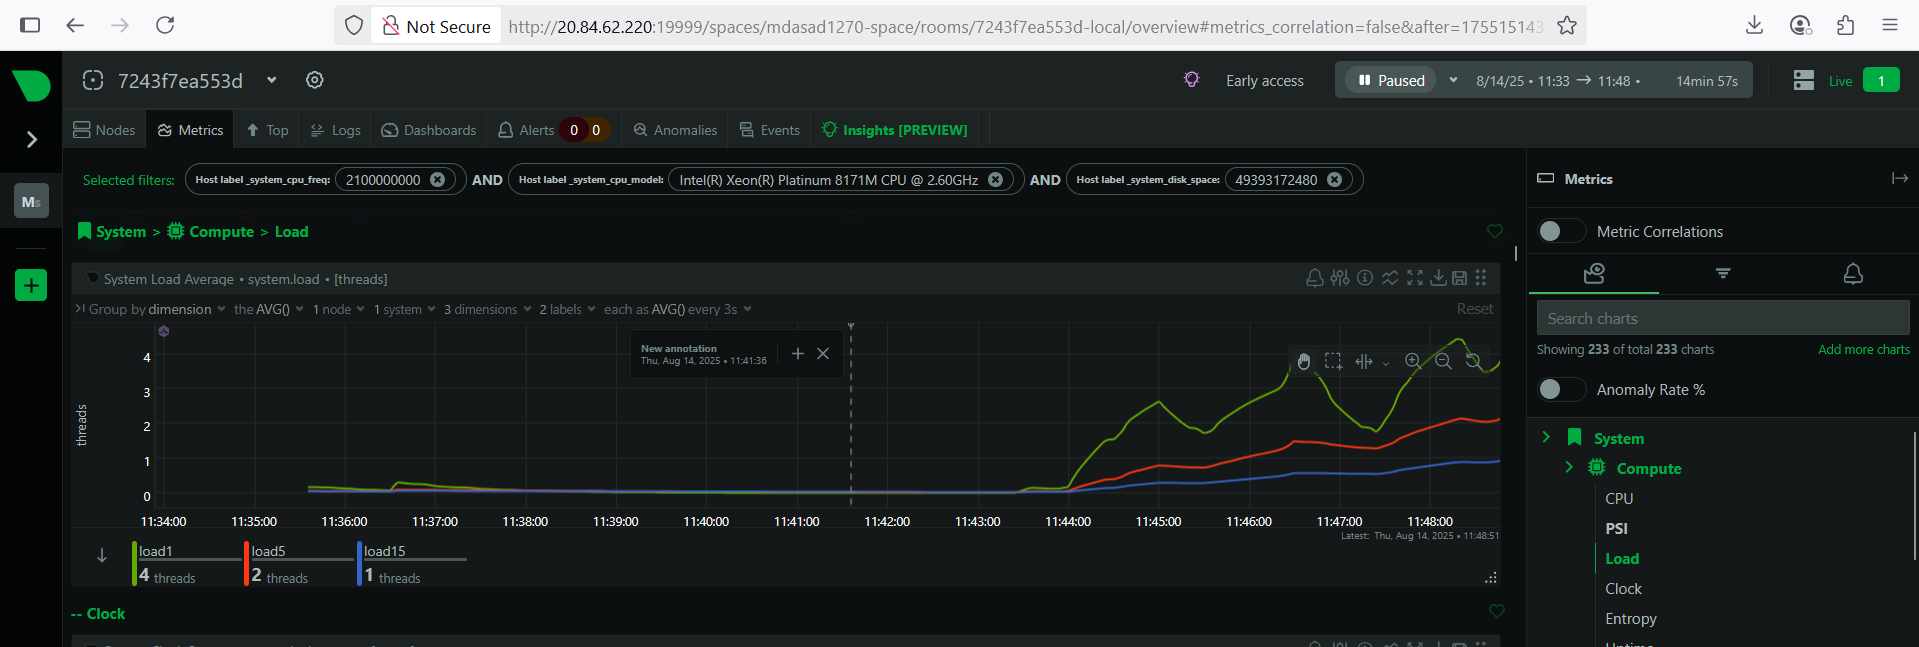 Not Secure
http://20.84.62.220:19999/spaces/mdasad1270-space/rooms/7243f7ea553d-local/overview#metrics_correlation=false&after=175515143
7243f7ea553d
Early access
Paused
8/14/25 • 11:33 → 11:48 •
14min 57s
Live
1
Nodes
Metrics
Top
Logs
Dashboards
Alerts
0
0
Anomalies
Events
Insights [PREVIEW]
Ms
Selected filters:
Host label _system_cpu_freq:
2100000000
AND
Host label _system_cpu_model:
Intel(R) Xeon(R) Platinum 8171M CPU @ 2.60GHz
AND
Host label _system_disk_space:
49393172480
System > Compute > Load
System Load Average • system.load • [threads]
Group by dimension
the AVG()
1 node
1 system
3 dimensions
2 labels
each as AVG() every 3s
Reset
New annotation
Thu, Aug 14, 2025 • 11:41:36
threads
4
3
2
1
0
11:34:00
11:35:00
11:36:00
11:37:00
11:38:00
11:39:00
11:40:00
11:41:00
11:42:00
11:43:00
11:44:00
11:45:00
11:46:00
11:47:00
11:48:00
Latest: Thu, Aug 14, 2025 • 11:48:51
load1
4 threads
load5
2 threads
load15
1 threads
-- Clock
Metrics
Metric Correlations
Search charts
Showing 233 of total 233 charts
Add more charts
Anomaly Rate %
System
Compute
CPU
PSI
Load
Clock
Entropy